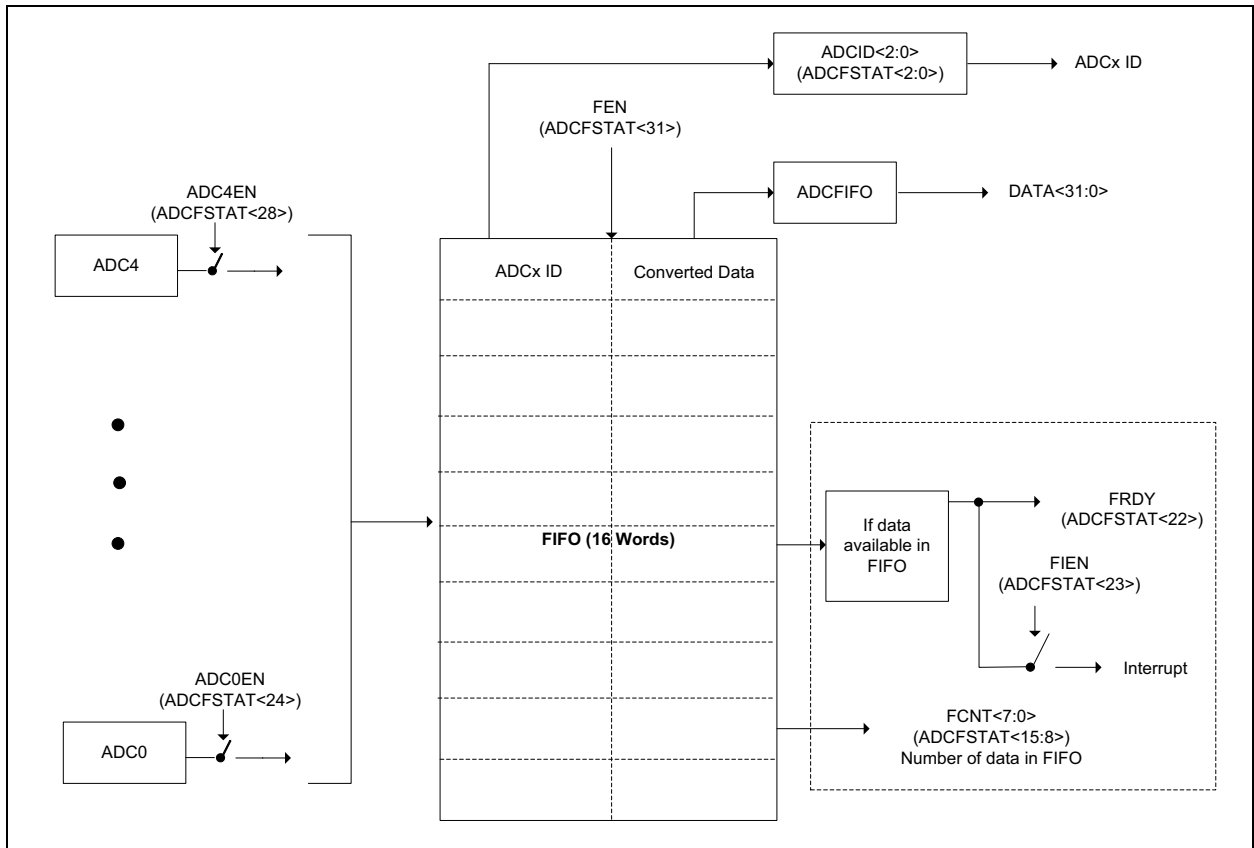 ADCID<2:0>
(ADCFSTAT<2:0>)
ADCx ID
FEN
(ADCFSTAT<31>)
ADCFIFO
DATA<31:0>
ADC4EN
(ADCFSTAT<28>)
ADC4
ADCx ID
Converted Data
FIFO (16 Words)
If data
available in
FIFO
FRDY
(ADCFSTAT<22>)
FIEN
(ADCFSTAT<23>)
Interrupt
ADC0EN
(ADCFSTAT<24>)
ADC0
FCNT<7:0>
(ADCFSTAT<15:8>)
Number of data in FIFO